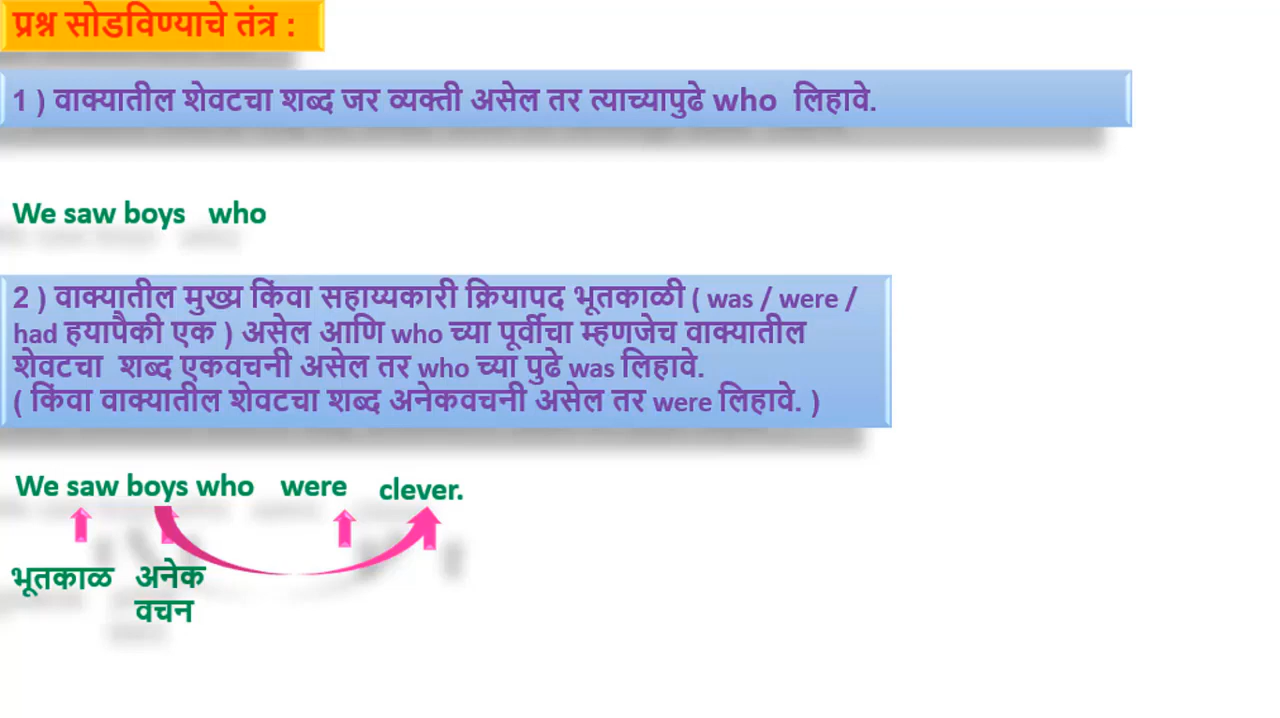 प्रश्न सोडविण्याचे तंत्र :
1 ) वाक्यातील शेवटचा शब्द जर व्यक्ती असेल तर त्याच्यापुढे who लिहावे.
We saw boys who
2 ) वाक्यातील मुख्य किंवा सहाय्यकारी क्रियापद भूतकाळी ( was / were /
had हयापैकी एक ) असेल आणि who च्या पूर्वीचा म्हणजेच वाक्यातील
शेवटचा शब्द एकवचनी असेल तर who च्या पुढे was लिहावे.
( किंवा वाक्यातील शेवटचा शब्द अनेकवचनी असेल तर were लिहावे. )
We saw boys who were clever.
भूतकाळ अनेक
वचन